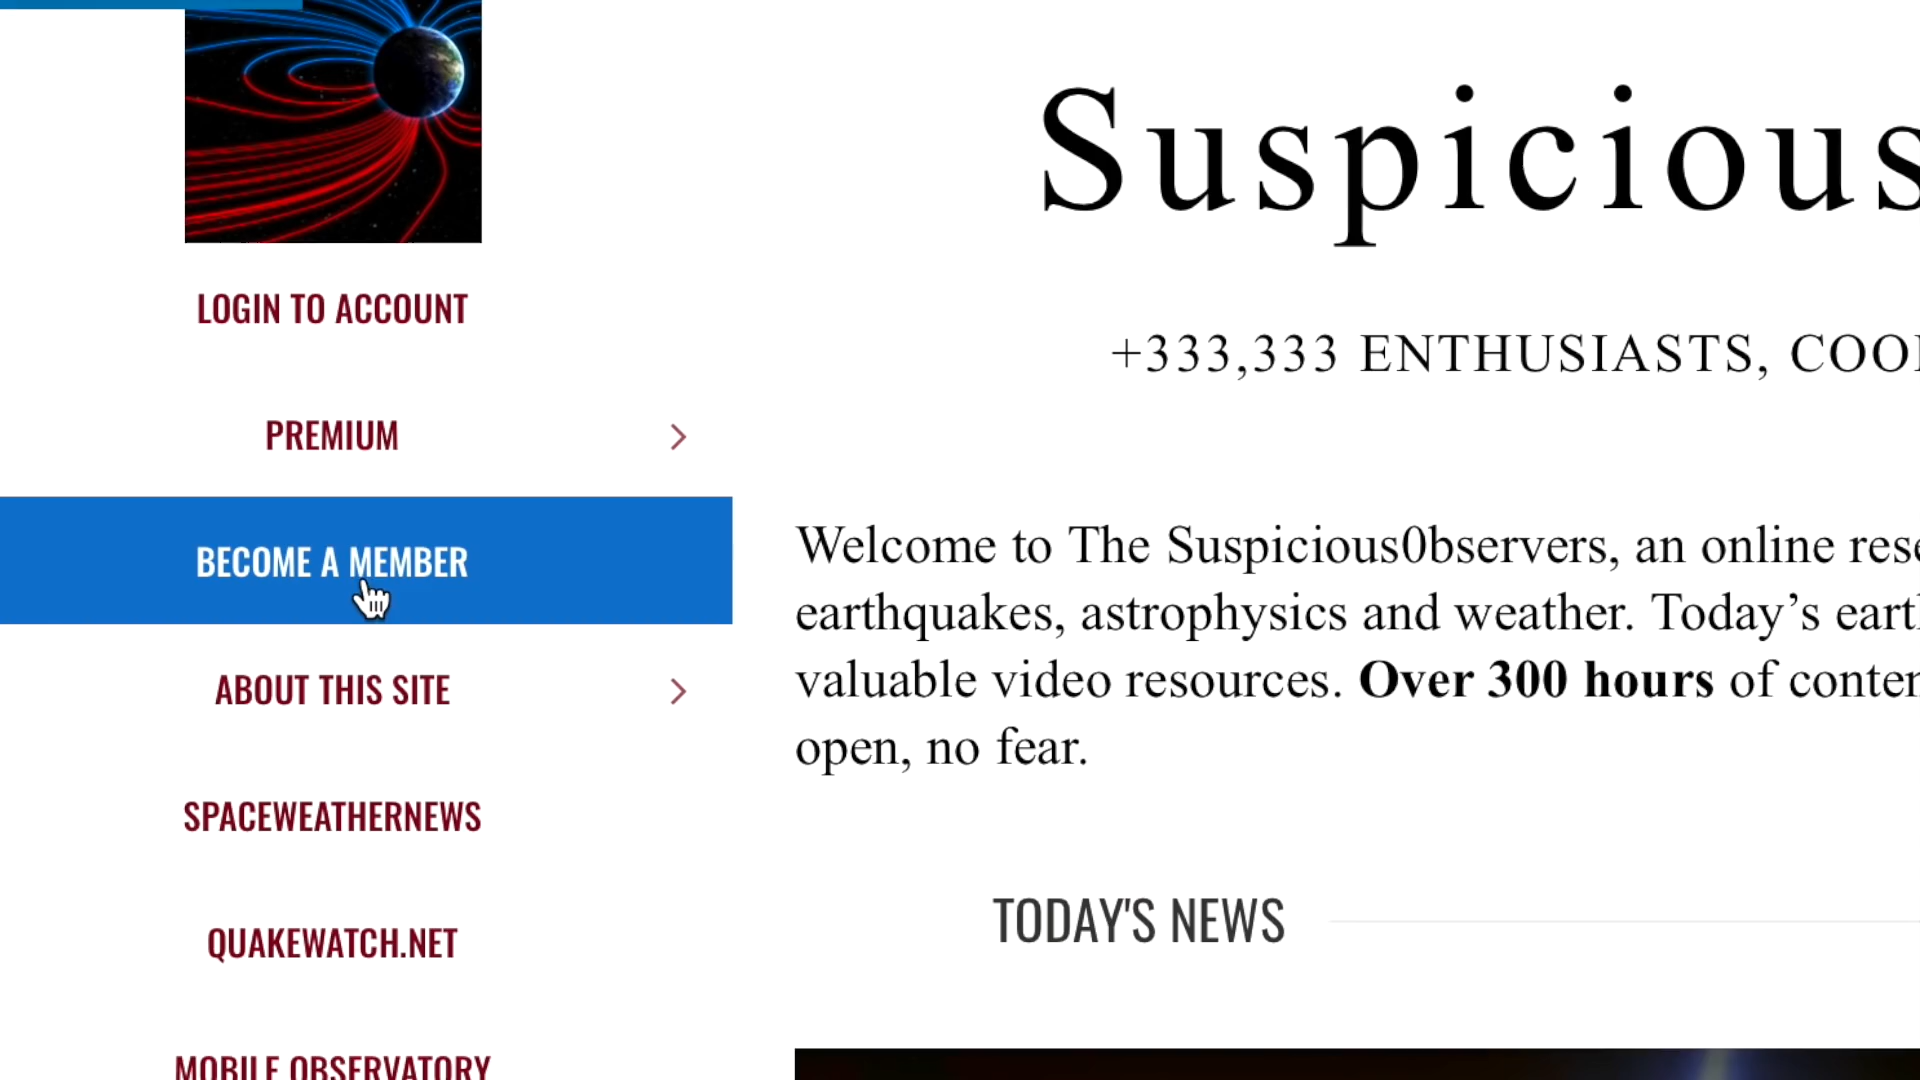 LOGIN TO ACCOUNT
PREMIUM
BECOME A MEMBER
ABOUT THIS SITE
SPACEWEATHERNEWS
QUAKEWATCH.NET
MOBILE OBSERVATORY
Suspicious
+333,333 ENTHUSIASTS,
Welcome to The Suspicious0bservers, an online
earthquakes, astrophysics and weather. Today’s
valuable video resources. Over 300 hours of
open, no fear.
TODAY'S NEWS